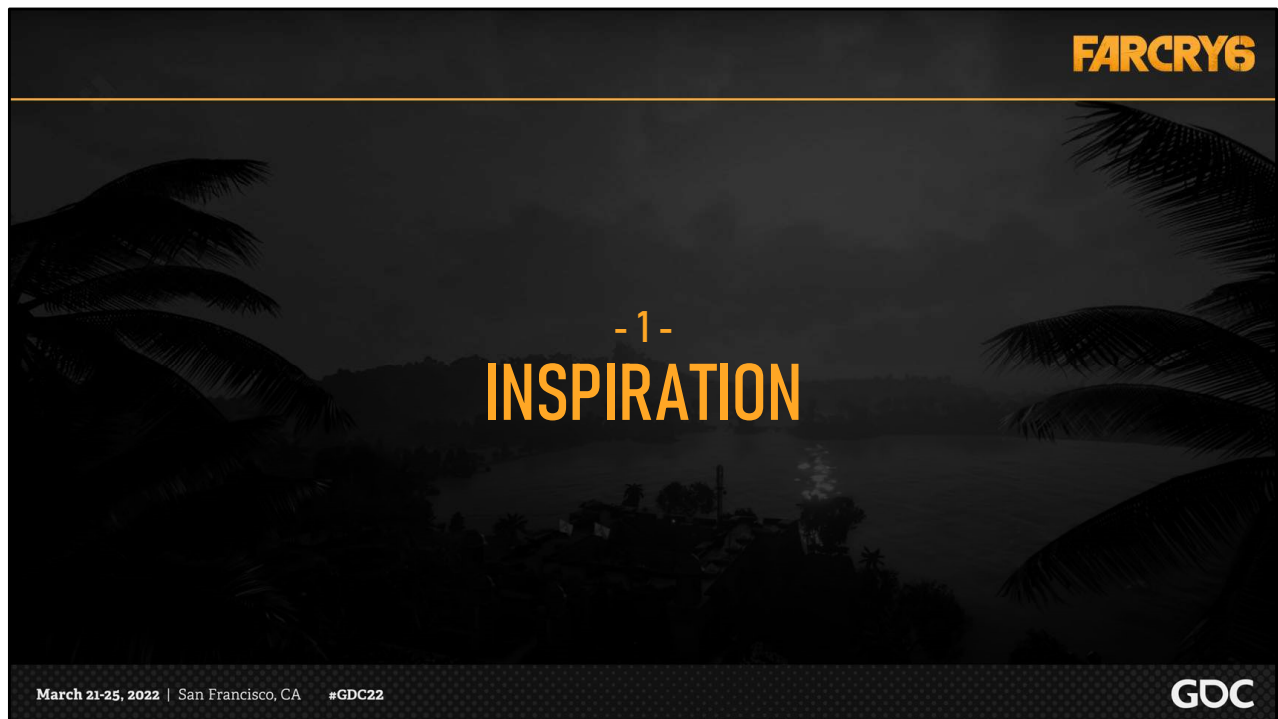 FARCRY6
- 1 -
INSPIRATION
March 21-25, 2022 | San Francisco, CA #GDC22
GDC